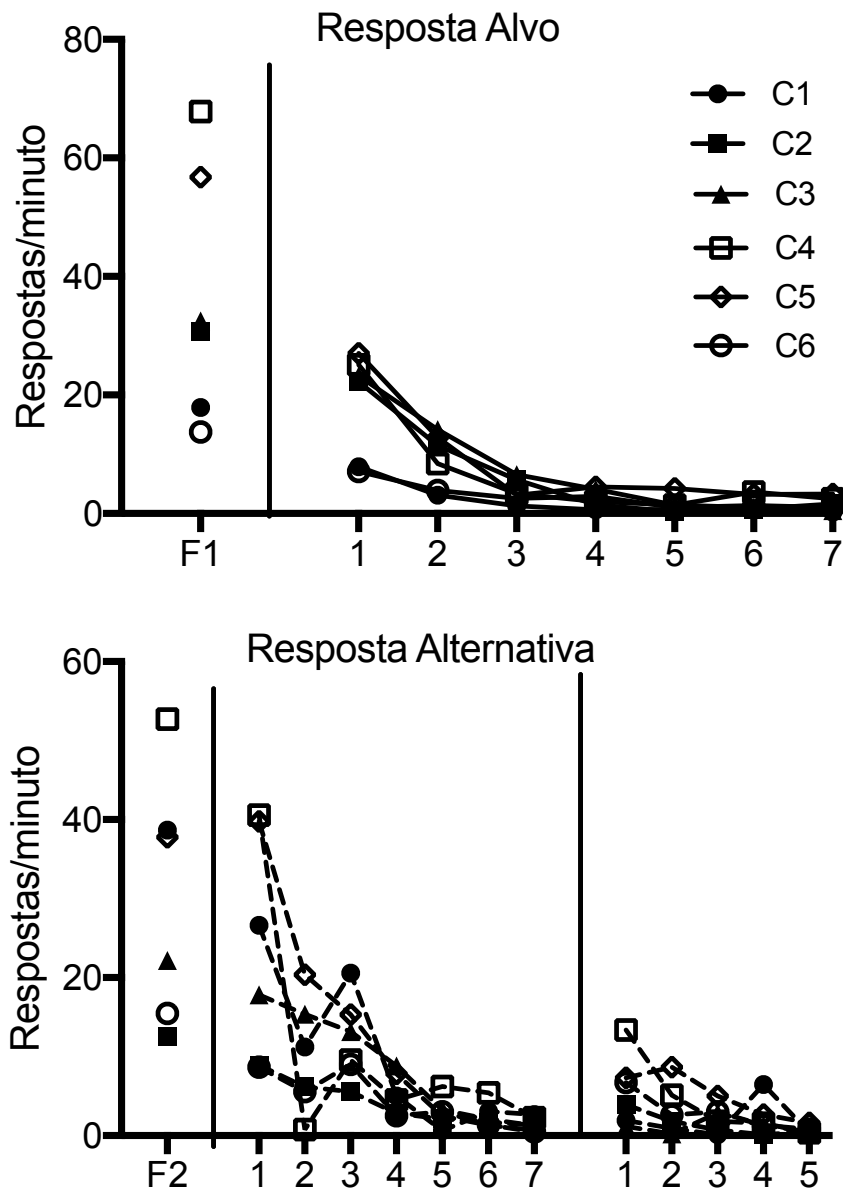 Resposta Alvo
Respostas/minuto
80
60
40
20
0
C1
C2
C3
C4
C5
C6
F1 1 2 3 4 5 6 7
Resposta Alternativa
Respostas/minuto
60
40
20
0
F2 1 2 3 4 5 6 7 1 2 3 4 5